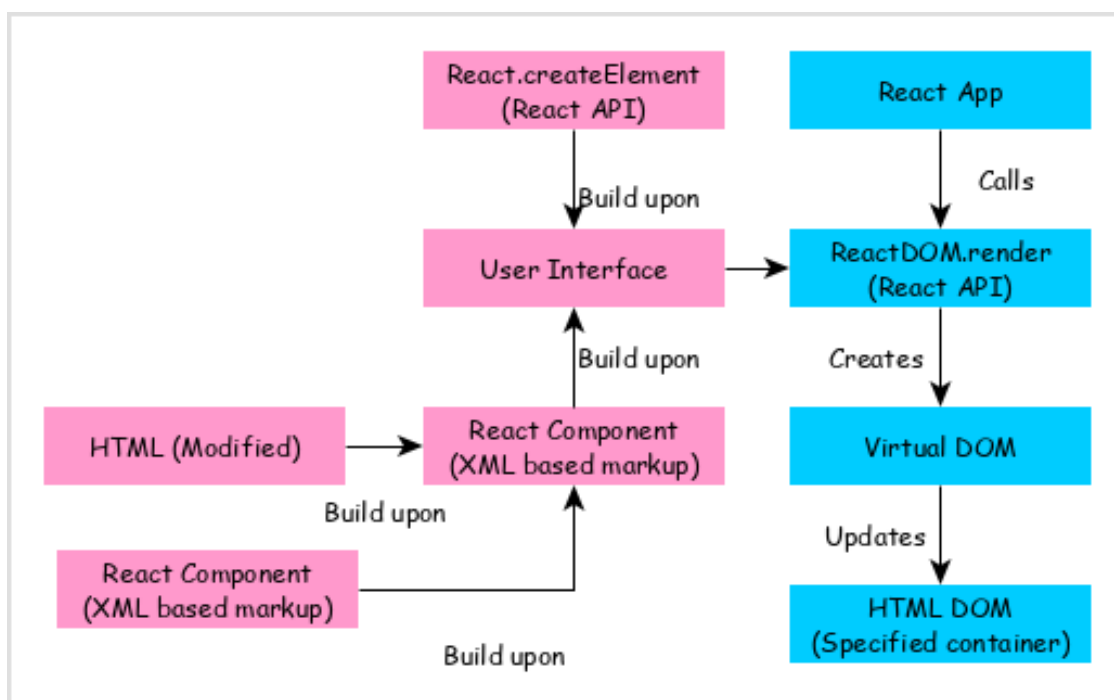 React.createElement
(React API)
React App
Build upon
Calls
User Interface
ReactDOM.render
(React API)
Build upon
Creates
HTML (Modified)
React Component
(XML based markup)
Virtual DOM
Build upon
Updates
React Component
(XML based markup)
HTML DOM
(Specified container)
Build upon